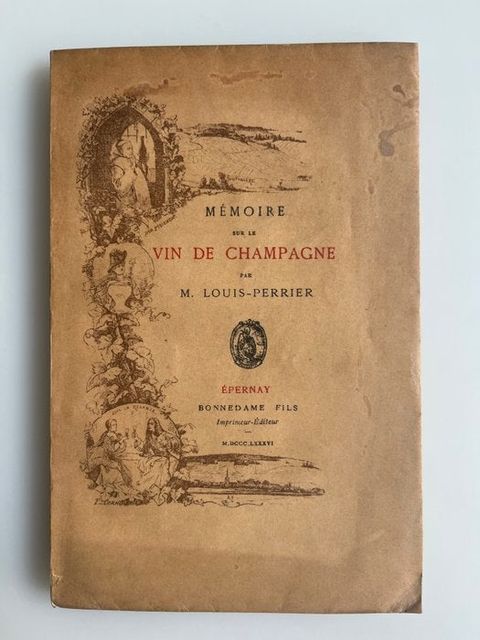 MÉMOIRE
SUR LE
VIN DE CHAMPAGNE
PAR
M. LOUIS-PERRIER
ÉPERNAY
BONNEDAME FILS
Imprimeur-Éditeur
M.DCCC.LXXXVI